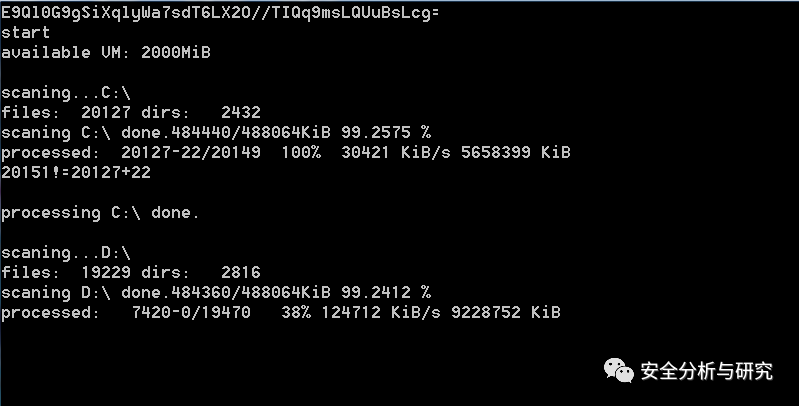 E9Ql0G9gSiXqlyWa7sdT6LX2O//TIQq9msLQUuBsLcg=
start
available VM: 2000MiB
scaning...C:\
files:  20127 dirs:   2432
scaning C:\ done.484440/488064KiB 99.2575 %
processed:  20127-22/20149  100%  30421 KiB/s 5658399 KiB
20151!=20127+22
processing C:\ done.
scaning...D:\
files:  19229 dirs:   2816
scaning D:\ done.484360/488064KiB 99.2412 %
processed:   7420-0/19470   38% 124712 KiB/s 9228752 KiB
安全分析与研究